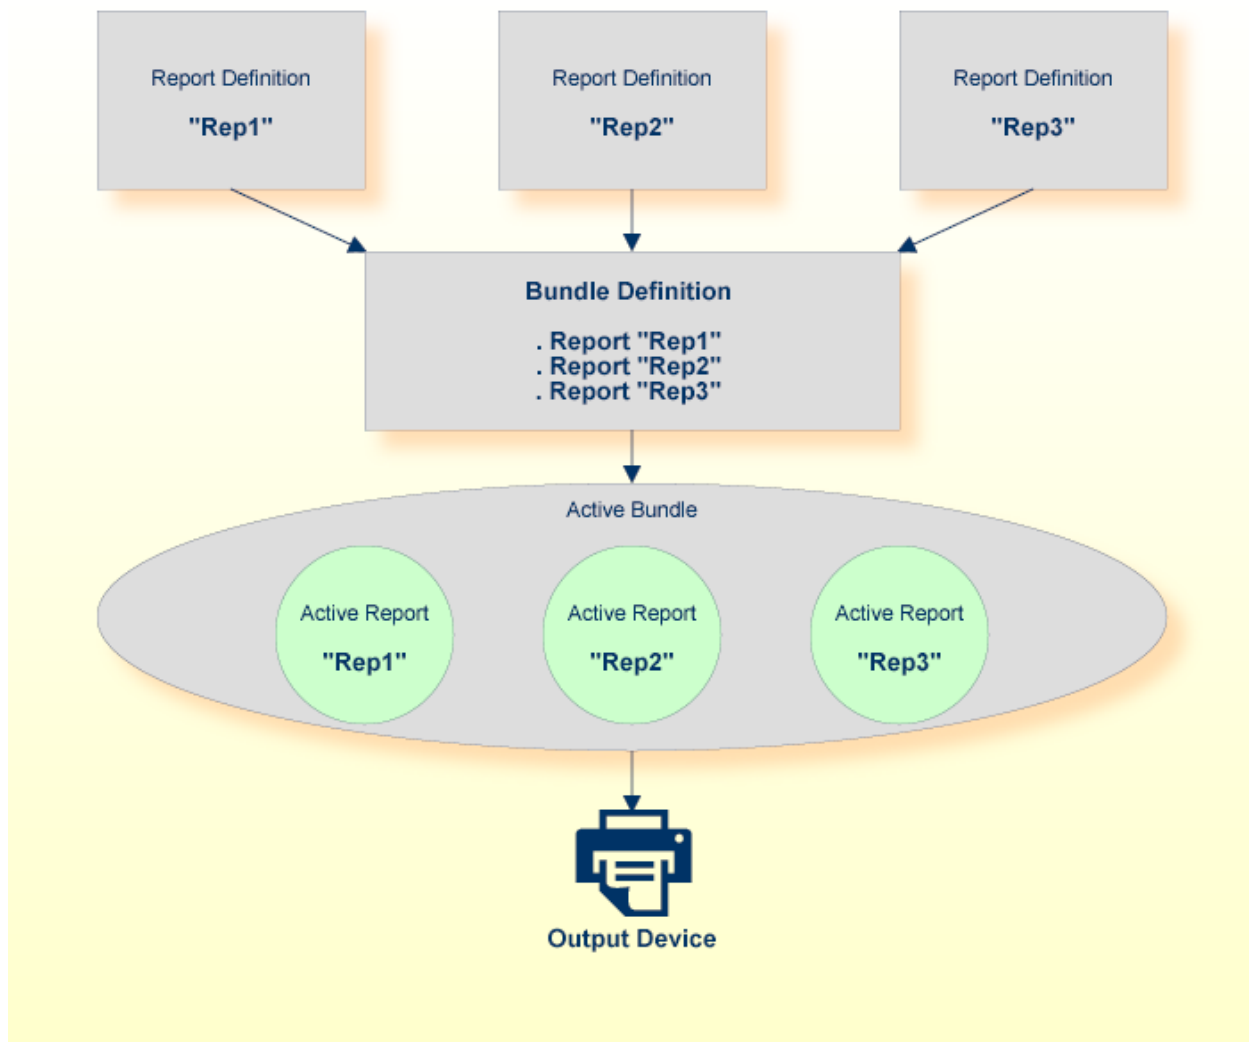 Report Definition
"Rep1"
Report Definition
"Rep2"
Report Definition
"Rep3"
Bundle Definition
. Report "Rep1"
. Report "Rep2"
. Report "Rep3"
Active Bundle
Active Report
"Rep1"
Active Report
"Rep2"
Active Report
"Rep3"
Output Device